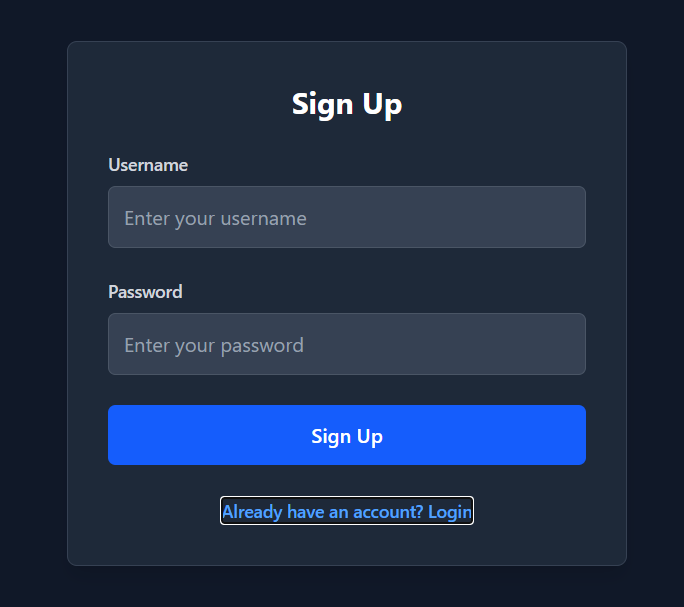 Sign Up
Username
Enter your username
Password
Enter your password
Sign Up
Already have an account? Login